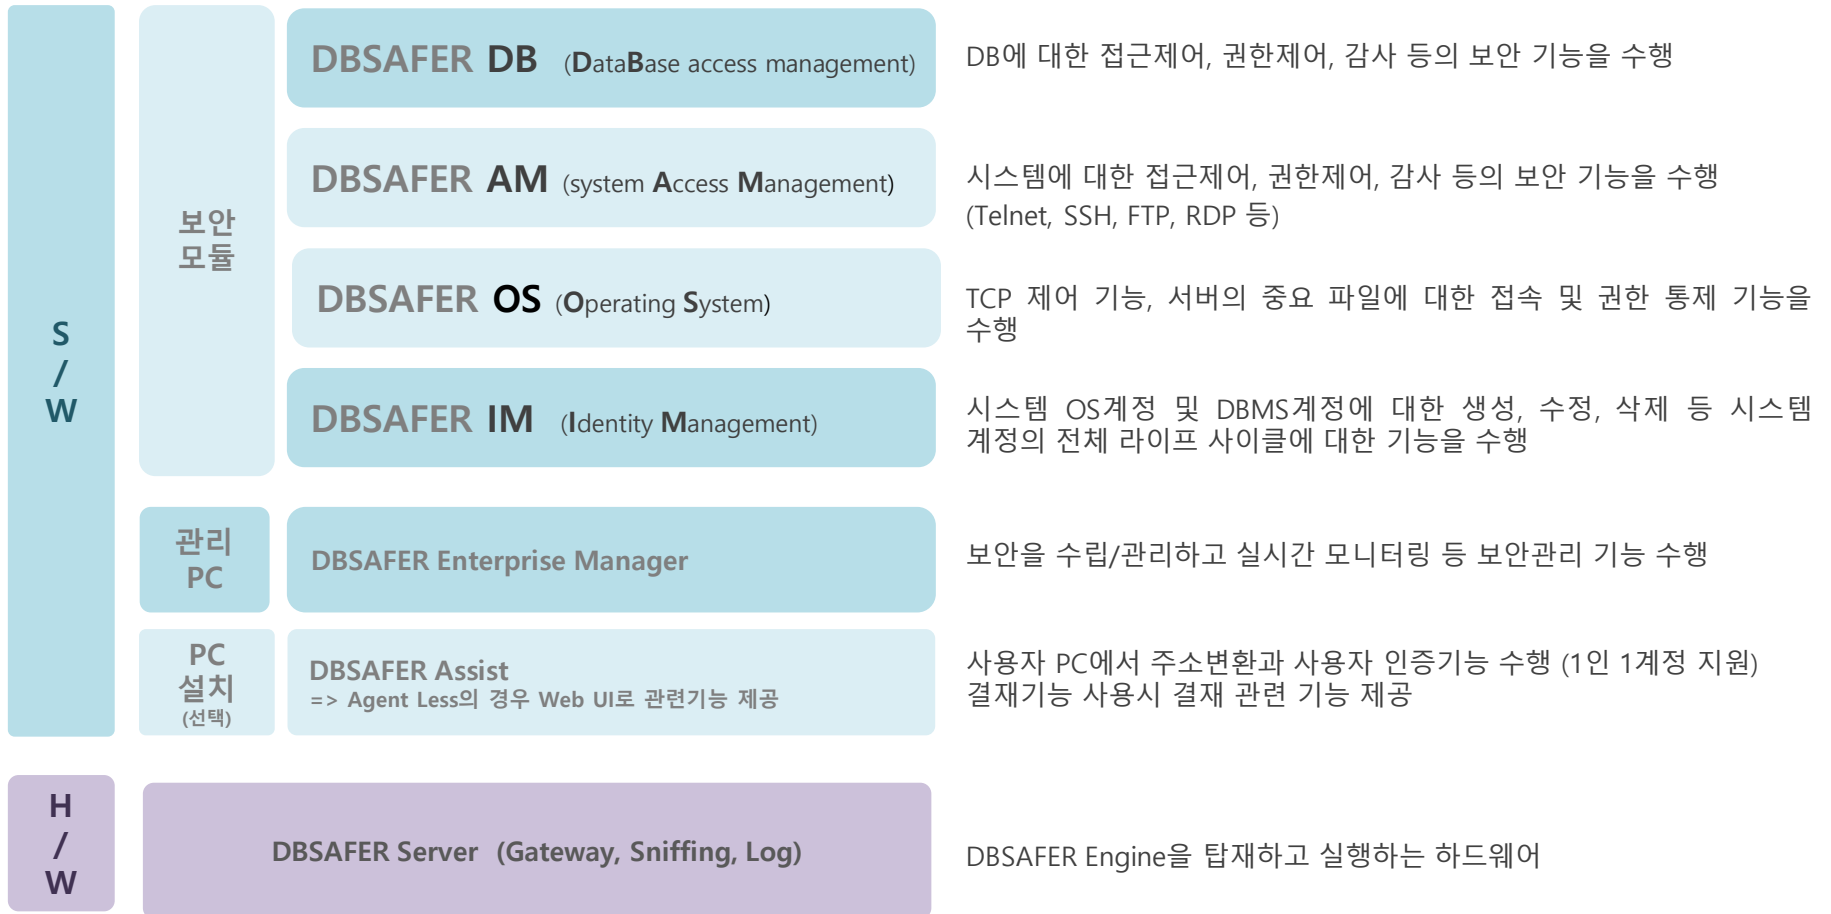 S
/
W
보안
모듈
DBSAFER DB (DataBase access management)
DB에 대한 접근제어, 권한제어, 감사 등의 보안 기능을 수행
DBSAFER AM (system Access Management)
시스템에 대한 접근제어, 권한제어, 감사 등의 보안 기능을 수행
(Telnet, SSH, FTP, RDP 등)
DBSAFER OS (Operating System)
TCP 제어 기능, 서버의 중요 파일에 대한 접속 및 권한 통제 기능을
수행
DBSAFER IM (Identity Management)
시스템 OS계정 및 DBMS계정에 대한 생성, 수정, 삭제 등 시스템
계정의 전체 라이프 사이클에 대한 기능을 수행
관리
PC
DBSAFER Enterprise Manager
보안을 수립/관리하고 실시간 모니터링 등 보안관리 기능 수행
PC
설치
(선택)
DBSAFER Assist
=> Agent Less의 경우 Web UI로 관련기능 제공
사용자 PC에서 주소변환과 사용자 인증기능 수행 (1인 1계정 지원)
결재기능 사용시 결재 관련 기능 제공
H
/
W
DBSAFER Server (Gateway, Sniffing, Log)
DBSAFER Engine을 탑재하고 실행하는 하드웨어